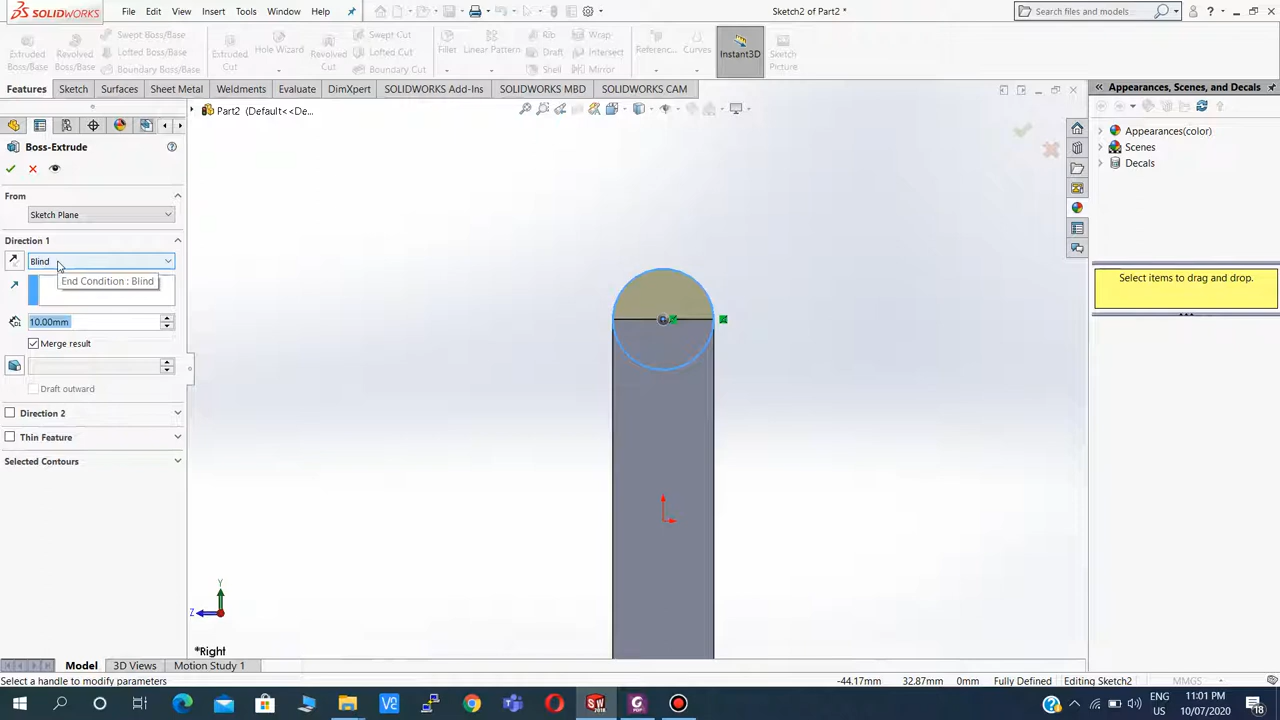 SOLIDWORKS
File Edit View Insert Tools Window Help
Sketch2 of Part2 *
Search files and models
Extruded Boss/Base
Revolved Boss/Base
Swept Boss/Base
Lofted Boss/Base
Boundary Boss/Base
Extruded Cut
Hole Wizard
Revolved Cut
Swept Cut
Lofted Cut
Boundary Cut
Fillet
Linear Pattern
Rib
Draft
Shell
Wrap
Intersect
Mirror
Referenc...
Curves
Instant3D
Sketch Picture
Features Sketch Surfaces Sheet Metal Weldments Evaluate DimXpert SOLIDWORKS Add-Ins SOLIDWORKS MBD SOLIDWORKS CAM
Part2 (Default<<De...
Boss-Extrude
From
Sketch Plane
Direction 1
Blind
End Condition : Blind
10.00mm
Merge result
Draft outward
Direction 2
Thin Feature
Selected Contours
Y
Z
*Right
Appearances, Scenes, and Decals
Appearances(color)
Scenes
Decals
Select items to drag and drop.
Model 3D Views Motion Study 1
Select a handle to modify parameters
-44.17mm 32.87mm 0mm Fully Defined Editing Sketch2 MMGS
ENG 11:01 PM
US 10/07/2020
18